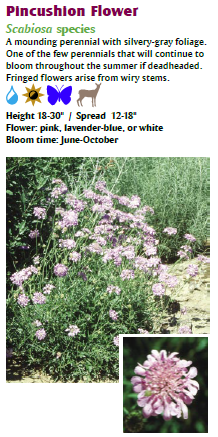 Pincushion Flower
Scabiosa species
A mounding perennial with silvery-gray foliage.
One of the few perennials that will continue to
bloom throughout the summer if deadheaded.
Fringed flowers arise from wiry stems.
Height 18-30" / Spread 12-18"
Flower: pink, lavender-blue, or white
Bloom time: June-October